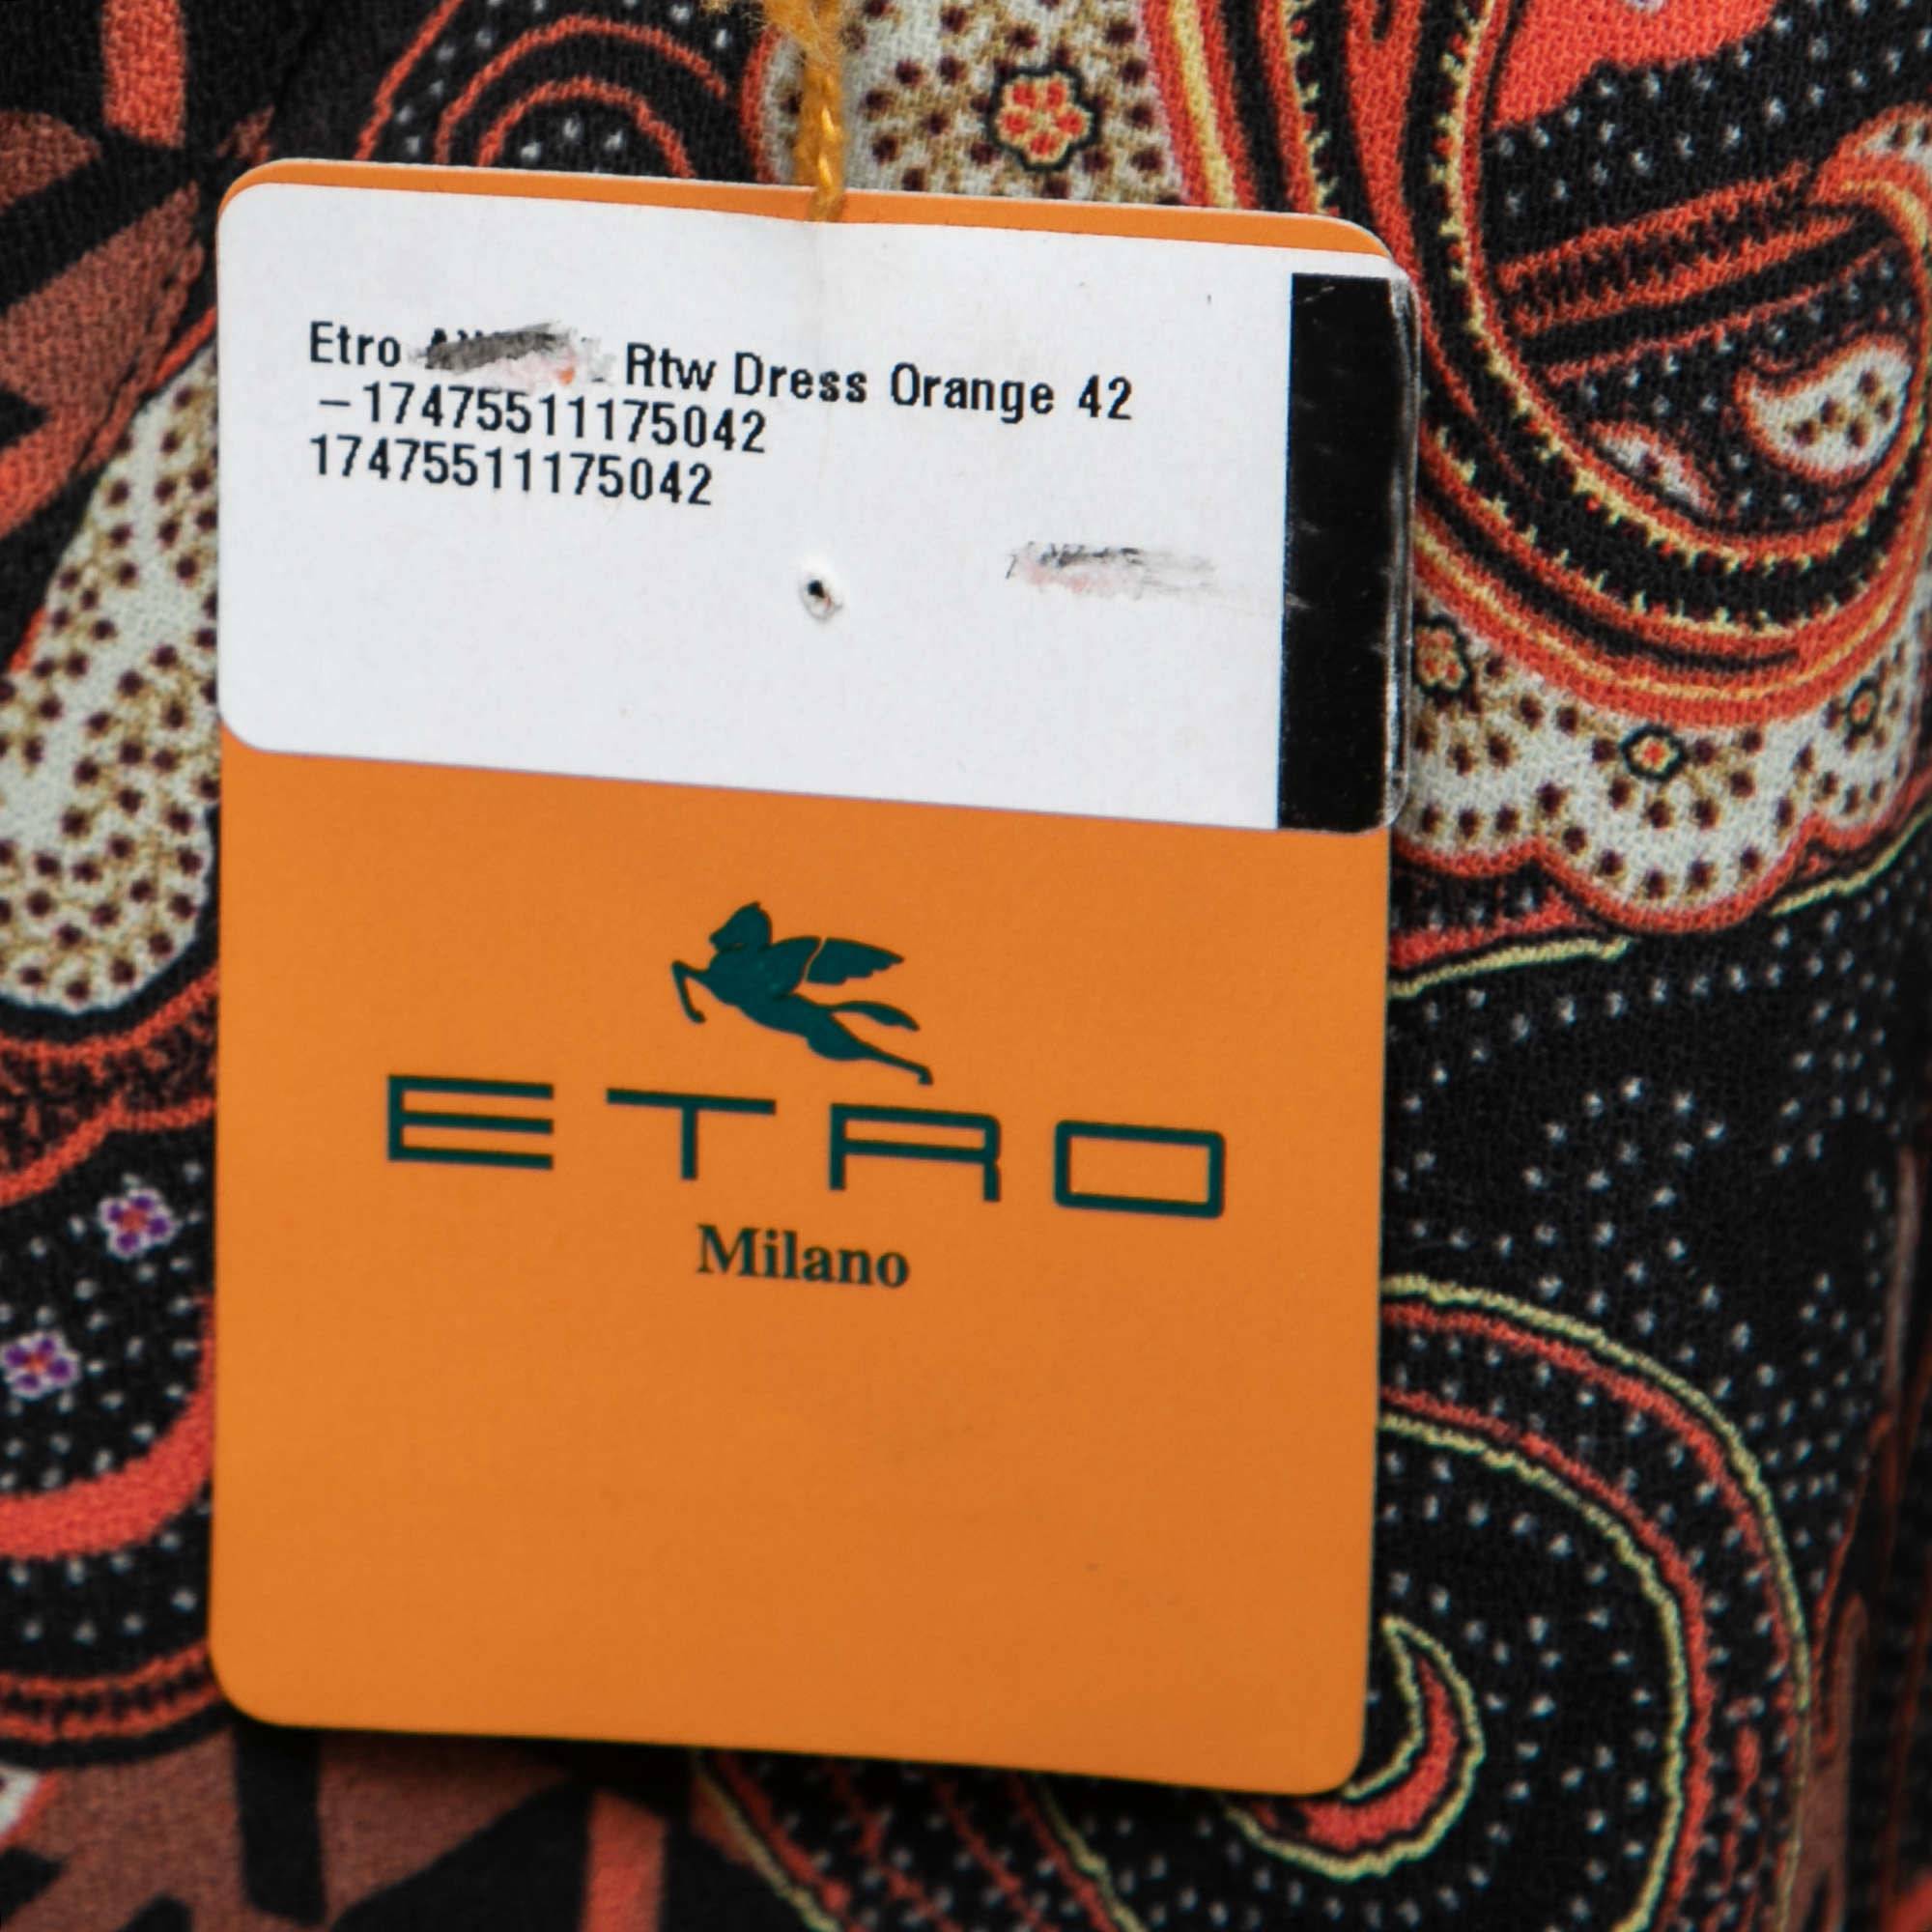 Etro Rtw Dress Orange 42
-17475511175042
17475511175042
ETRO
Milano